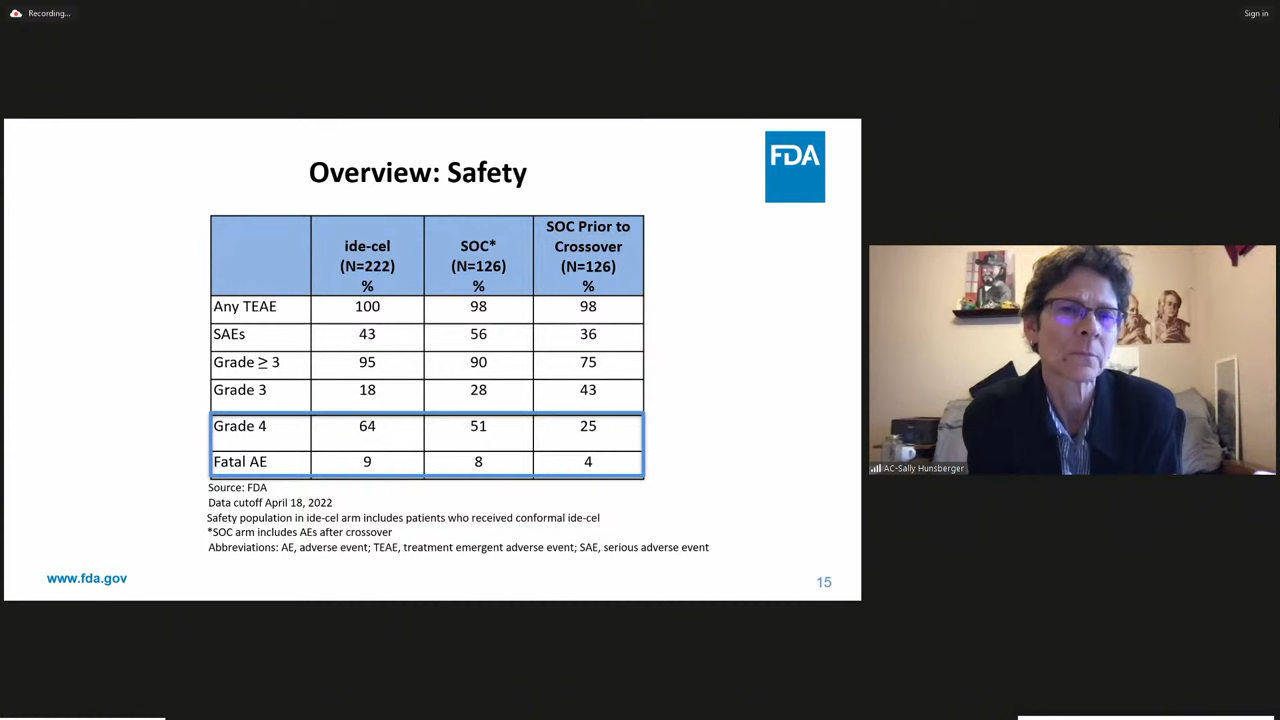 Recording...
Sign in
FDA
Overview: Safety
ide-cel (N=222) % SOC* (N=126) % SOC Prior to Crossover (N=126) %
Any TEAE 100 98 98
SAEs 43 56 36
Grade ≥ 3 95 90 75
Grade 3 18 28 43
Grade 4 64 51 25
Fatal AE 9 8 4
Source: FDA
Data cutoff April 18, 2022
Safety population in ide-cel arm includes patients who received conformal ide-cel
*SOC arm includes AEs after crossover
Abbreviations: AE, adverse event; TEAE, treatment emergent adverse event; SAE, serious adverse event
www.fda.gov
15
AC-Sally Hunsberger